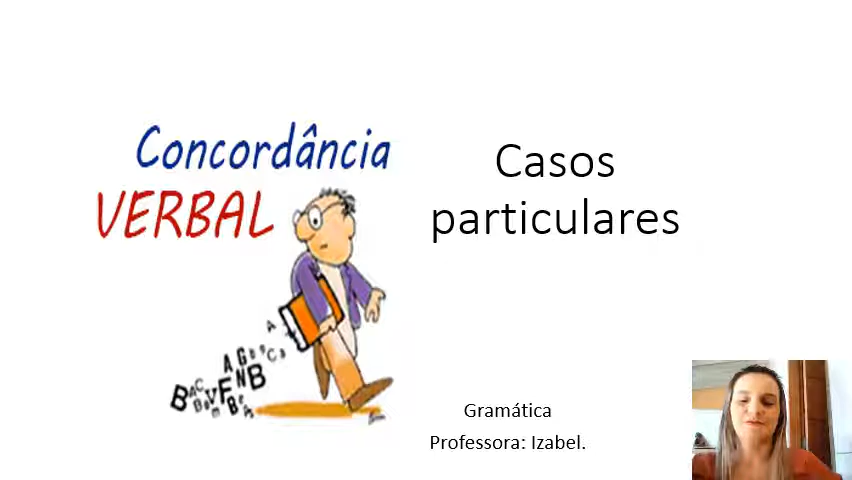 Concordância
VERBAL
Casos
particulares
Gramática
Professora: Izabel.